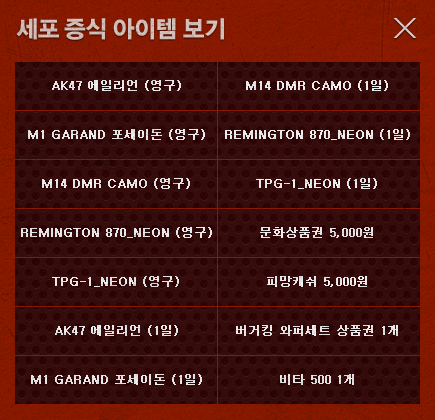 세포 증식 아이템 보기
AK47 에일리언 (영구)
M14 DMR CAMO (1일)
M1 GARAND 포세이돈 (영구)
REMINGTON 870_NEON (1일)
M14 DMR CAMO (영구)
TPG-1_NEON (1일)
REMINGTON 870_NEON (영구)
문화상품권 5,000원
TPG-1_NEON (영구)
피망캐쉬 5,000원
AK47 에일리언 (1일)
버거킹 와퍼세트 상품권 1개
M1 GARAND 포세이돈 (1일)
비타 500 1개